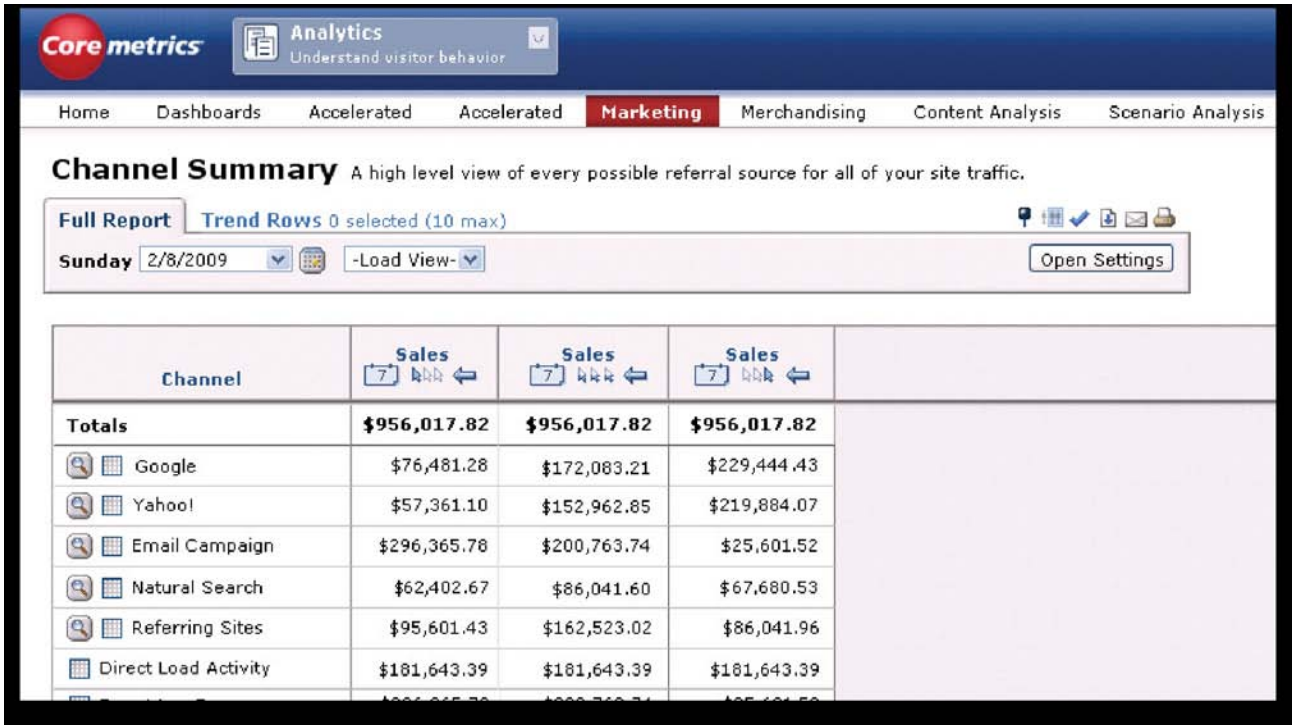 Core metrics
Analytics
Understand visitor behavior
Home Dashboards Accelerated Accelerated Marketing Merchandising Content Analysis Scenario Analysis
Channel Summary A high level view of every possible referral source for all of your site traffic.
Full Report Trend Rows 0 selected (10 max)
Sunday 2/8/2009 -Load View- Open Settings
Channel Sales Sales Sales
7 7 7
Totals $956,017.82 $956,017.82 $956,017.82
Google $76,481.28 $172,083.21 $229,444.43
Yahoo! $57,361.10 $152,962.85 $219,884.07
Email Campaign $296,365.78 $200,763.74 $25,601.52
Natural Search $62,402.67 $86,041.60 $67,680.53
Referring Sites $95,601.43 $162,523.02 $86,041.96
Direct Load Activity $181,643.39 $181,643.39 $181,643.39